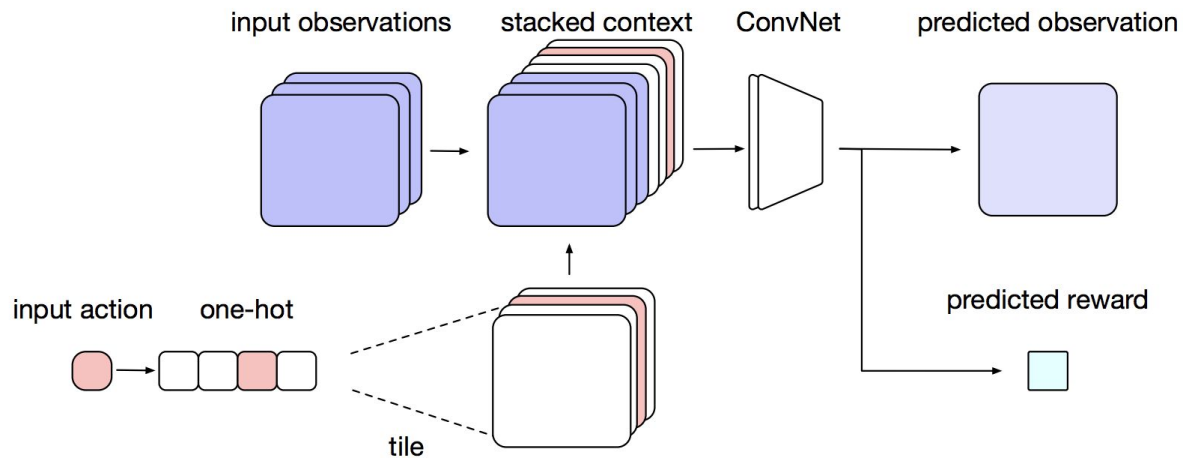 input observations
stacked context
ConvNet
predicted observation
input action
one-hot
predicted reward
tile